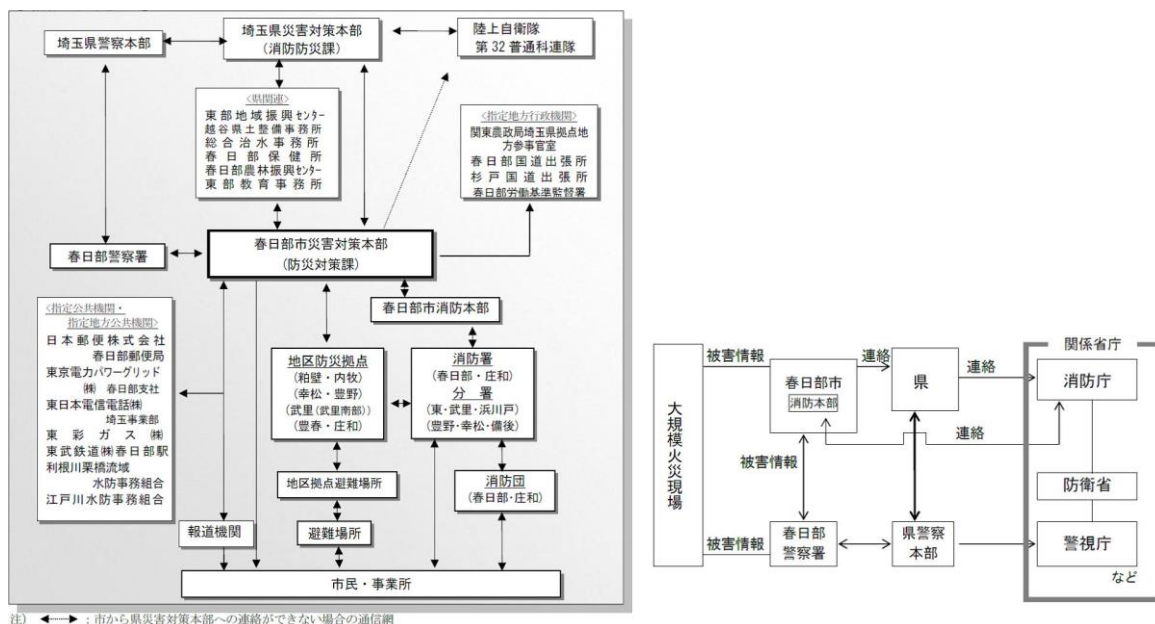 埼玉県警察本部
埼玉県災害対策本部
(消防防災課)
陸上自衛隊
第32普通科連隊
<県関連>
東部地域振興センター
越谷県土整備事務所
総合治水事務所
春日部保健所
春日部農林振興センター
東部教育事務所
<指定地方行政機関>
関東農政局埼玉県拠点地
方参事官室
春日部国道出張所
杉戸国道出張所
春日部労働基準監督署
春日部警察署
春日部市災害対策本部
(防災対策課)
<指定公共機関・
指定地方公共機関>
日本郵便株式会社
春日部郵便局
東京電力パワーグリッド
㈱ 春日部支社
東日本電信電話㈱
埼玉事業部
東彩ガス㈱
東武鉄道㈱春日部駅
利根川栗橋流域
水防事務組合
江戸川水防事務組合
春日部市消防本部
地区防災拠点
(粕壁・内牧)
(幸松・豊野)
(武里(武里南部))
(豊春・庄和)
消防署
(春日部・庄和)
分署
(東・武里・浜川戸)
(豊野・幸松・備後)
地区拠点避難場所
消防団
(春日部・庄和)
報道機関
避難場所
市民・事業所
注) ◄┈┈► : 市から県災害対策本部への連絡ができない場合の通信網
大規模火災現場
被害情報
春日部市
消防本部
連絡
県
連絡
関係省庁
消防庁
連絡
被害情報
防衛省
被害情報
春日部
警察署
県警察
本部
警視庁
など